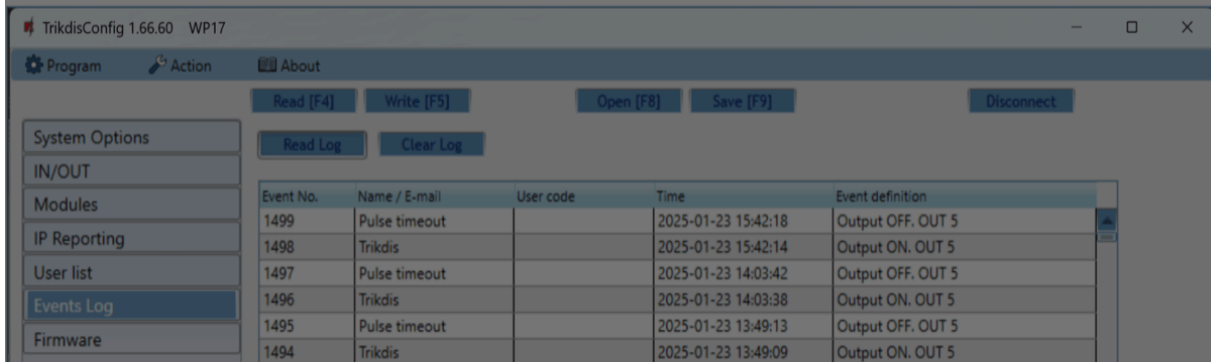 TrikdisConfig 1.66.60 WP17
Program Action About
Read [F4] Write [F5] Open [F8] Save [F9] Disconnect
System Options
IN/OUT
Modules
IP Reporting
User list
Events Log
Firmware
Read Log Clear Log
Event No. Name / E-mail User code Time Event definition
1499 Pulse timeout 2025-01-23 15:42:18 Output OFF. OUT 5
1498 Trikdis 2025-01-23 15:42:14 Output ON. OUT 5
1497 Pulse timeout 2025-01-23 14:03:42 Output OFF. OUT 5
1496 Trikdis 2025-01-23 14:03:38 Output ON. OUT 5
1495 Pulse timeout 2025-01-23 13:49:13 Output OFF. OUT 5
1494 Trikdis 2025-01-23 13:49:09 Output ON. OUT 5